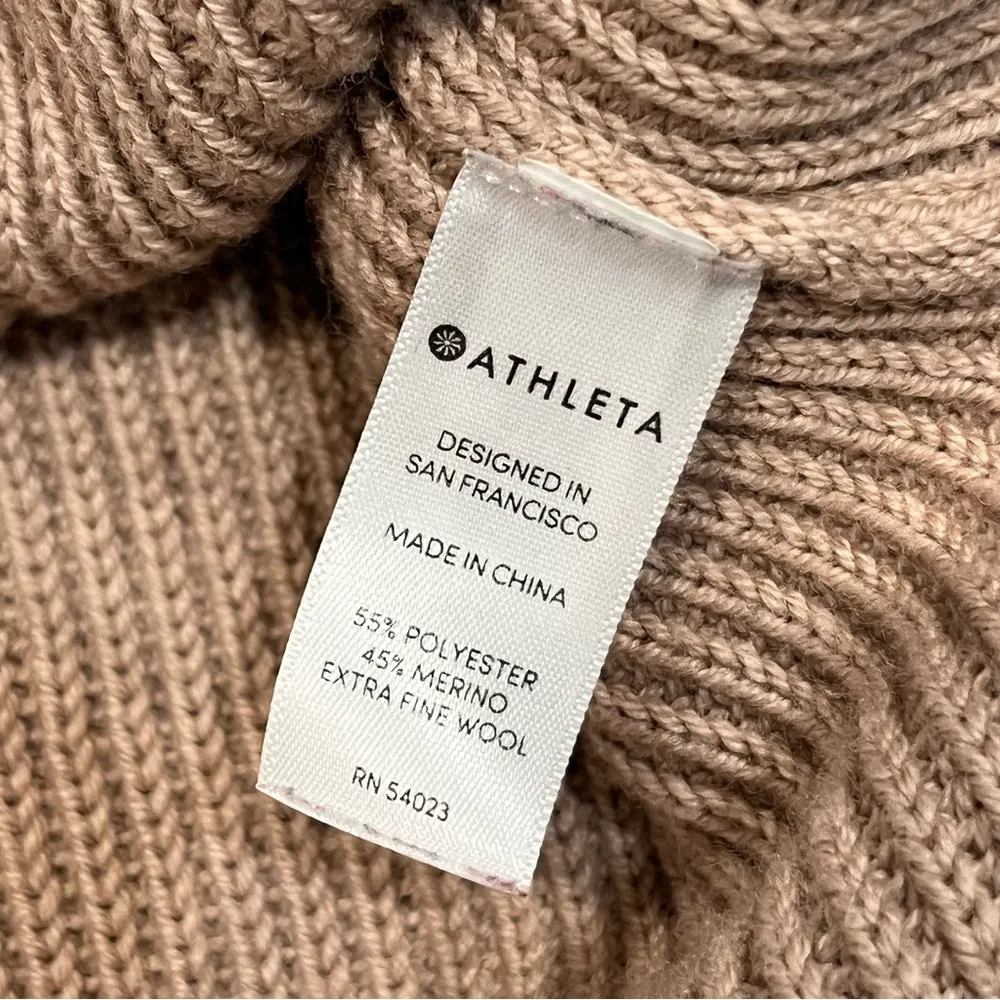 ATHLETA
DESIGNED IN
SAN FRANCISCO
MADE IN CHINA
55% POLYESTER
45% MERINO
EXTRA FINE WOOL
RN 54023